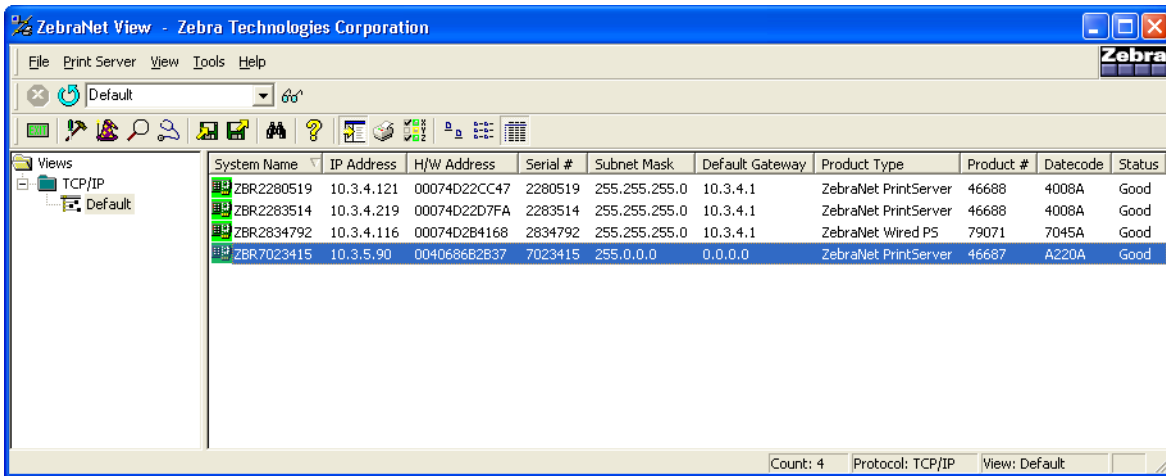 ZebraNet View - Zebra Technologies Corporation
File Print Server View Tools Help
Zebra
Default
Views
TCP/IP
Default
System Name IP Address H/W Address Serial # Subnet Mask Default Gateway Product Type Product # Datecode Status
ZBR2280519 10.3.4.121 00074D22CC47 2280519 255.255.255.0 10.3.4.1 ZebraNet PrintServer 46688 4008A Good
ZBR2283514 10.3.4.219 00074D22D7FA 2283514 255.255.255.0 10.3.4.1 ZebraNet PrintServer 46688 4008A Good
ZBR2834792 10.3.4.116 00074D2B4168 2834792 255.255.255.0 10.3.4.1 ZebraNet Wired PS 79071 7045A Good
ZBR7023415 10.3.5.90 0040686B2B37 7023415 255.0.0.0 0.0.0.0 ZebraNet PrintServer 46687 A220A Good
Count: 4 Protocol: TCP/IP View: Default